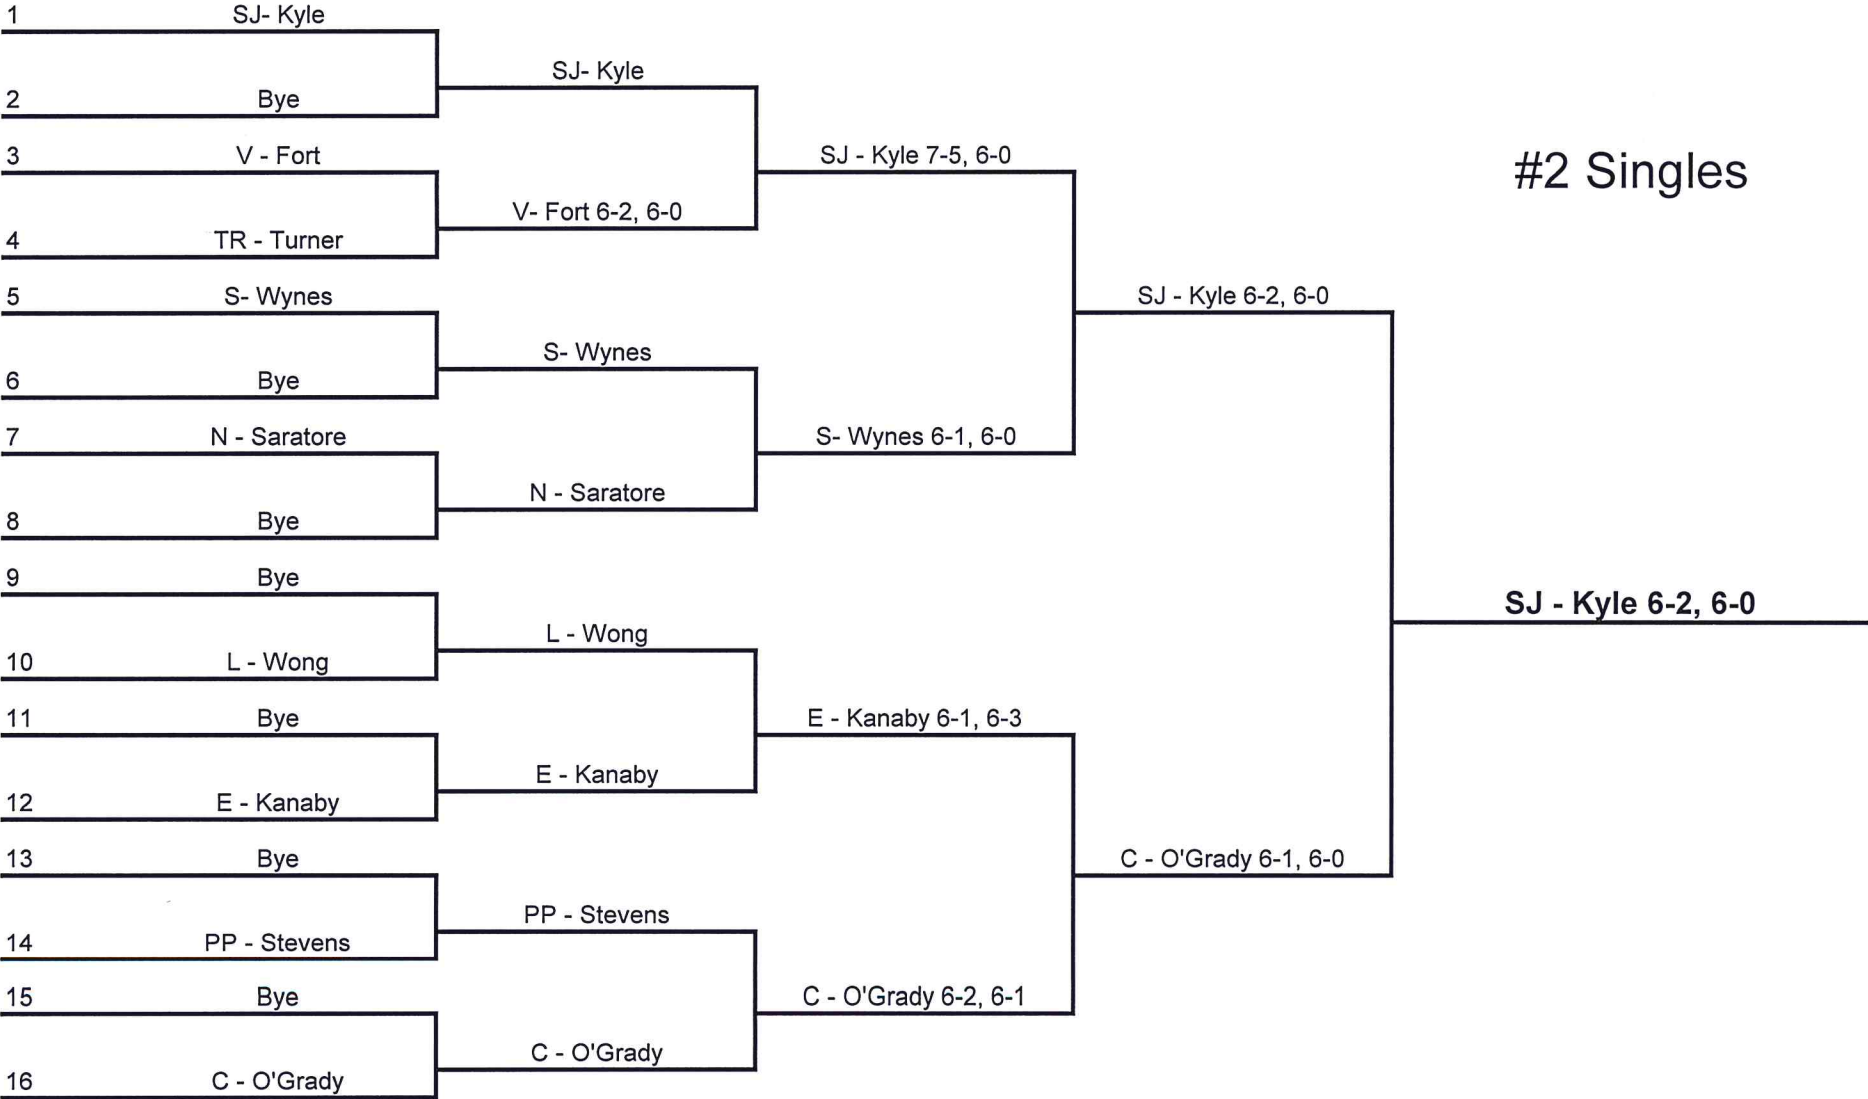 1 SJ- Kyle
2 Bye
3 V - Fort
4 TR - Turner
5 S- Wynes
6 Bye
7 N - Saratore
8 Bye
9 Bye
10 L - Wong
11 Bye
12 E - Kanaby
13 Bye
14 PP - Stevens
15 Bye
16 C - O'Grady
SJ- Kyle
V- Fort 6-2, 6-0
S- Wynes
N - Saratore
L - Wong
E - Kanaby
PP - Stevens
C - O'Grady
SJ - Kyle 7-5, 6-0
S- Wynes 6-1, 6-0
E - Kanaby 6-1, 6-3
C - O'Grady 6-2, 6-1
SJ - Kyle 6-2, 6-0
C - O'Grady 6-1, 6-0
SJ - Kyle 6-2, 6-0
#2 Singles